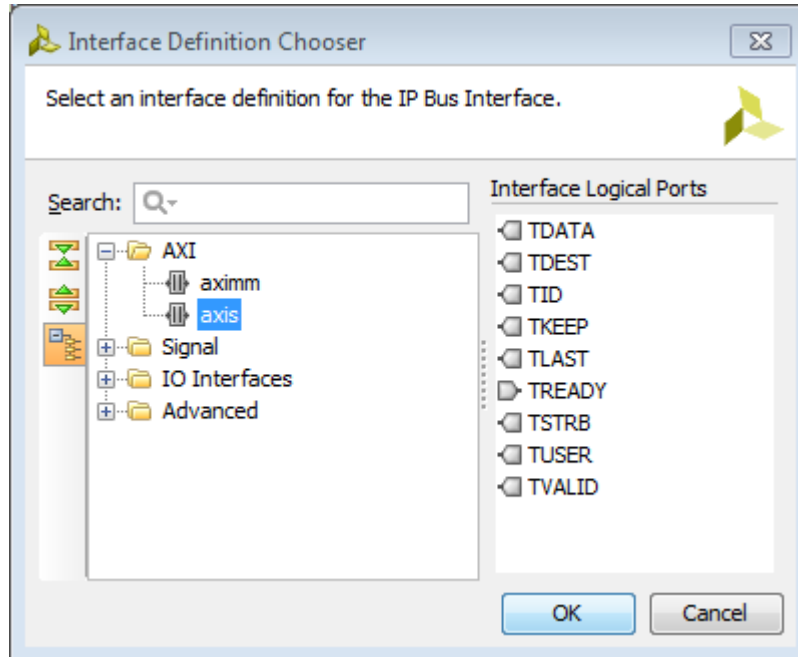 Interface Definition Chooser
Select an interface definition for the IP Bus Interface.
Search:
AXI
aximm
axis
Signal
IO Interfaces
Advanced
Interface Logical Ports
TDATA
TDEST
TID
TKEEP
TLAST
TREADY
TSTRB
TUSER
TVALID
OK
Cancel